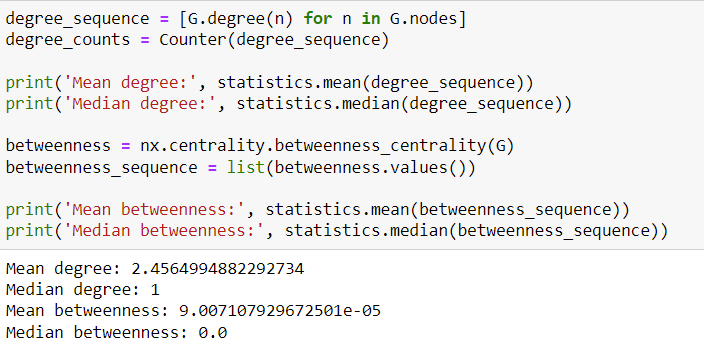 degree_sequence = [G.degree(n) for n in G.nodes]
degree_counts = Counter(degree_sequence)
print('Mean degree:', statistics.mean(degree_sequence))
print('Median degree:', statistics.median(degree_sequence))
betweenness = nx.centrality.betweenness_centrality(G)
betweenness_sequence = list(betweenness.values())
print('Mean betweenness:', statistics.mean(betweenness_sequence))
print('Median betweenness:', statistics.median(betweenness_sequence))
Mean degree: 2.4564994882292734
Median degree: 1
Mean betweenness: 9.007107929672501e-05
Median betweenness: 0.0